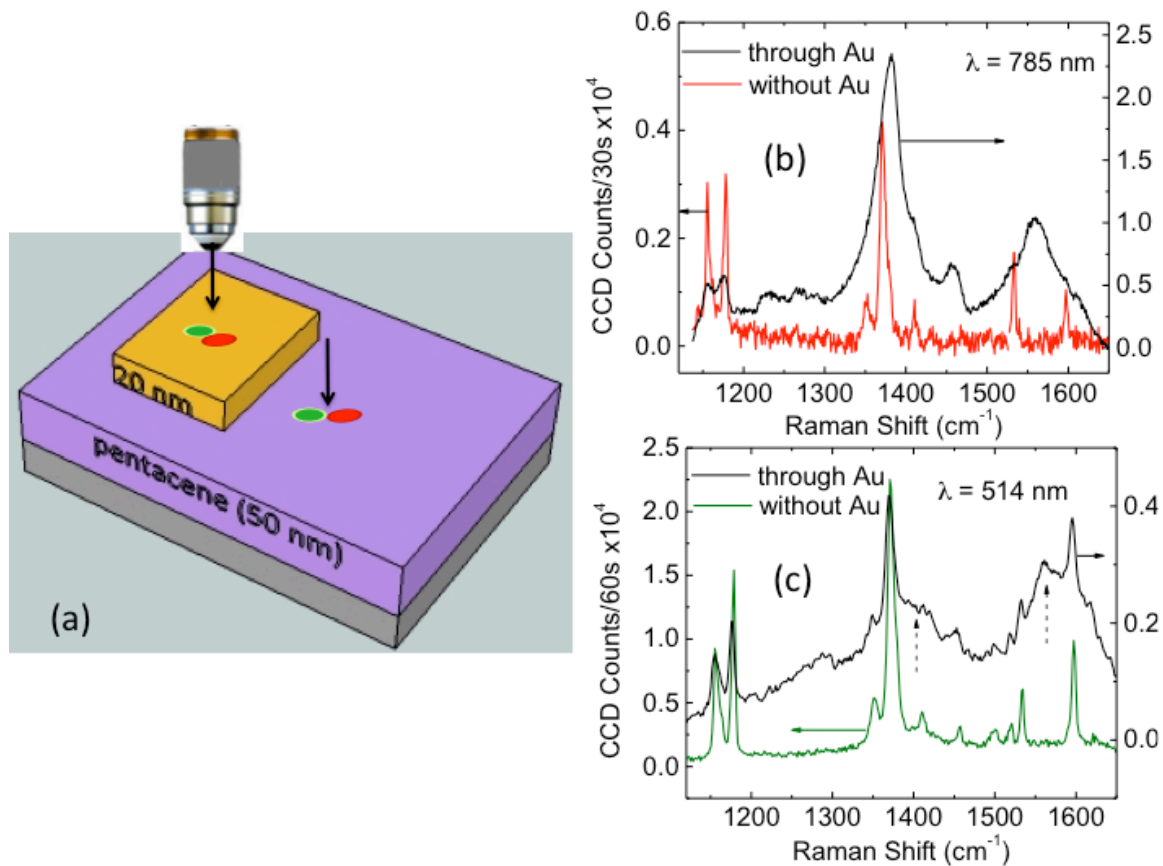 20 nm
pentacene (50 nm)
(a)
0.6
0.4
0.2
0.0
CCD Counts/30s x10⁴
through Au
without Au
λ = 785 nm
(b)
2.5
2.0
1.5
1.0
0.5
0.0
1200 1300 1400 1500 1600
Raman Shift (cm⁻¹)
2.5
2.0
1.5
1.0
0.5
0.0
CCD Counts/60s x10⁴
through Au
without Au
λ = 514 nm
(c)
0.4
0.2
0.0
1200 1300 1400 1500 1600
Raman Shift (cm⁻¹)